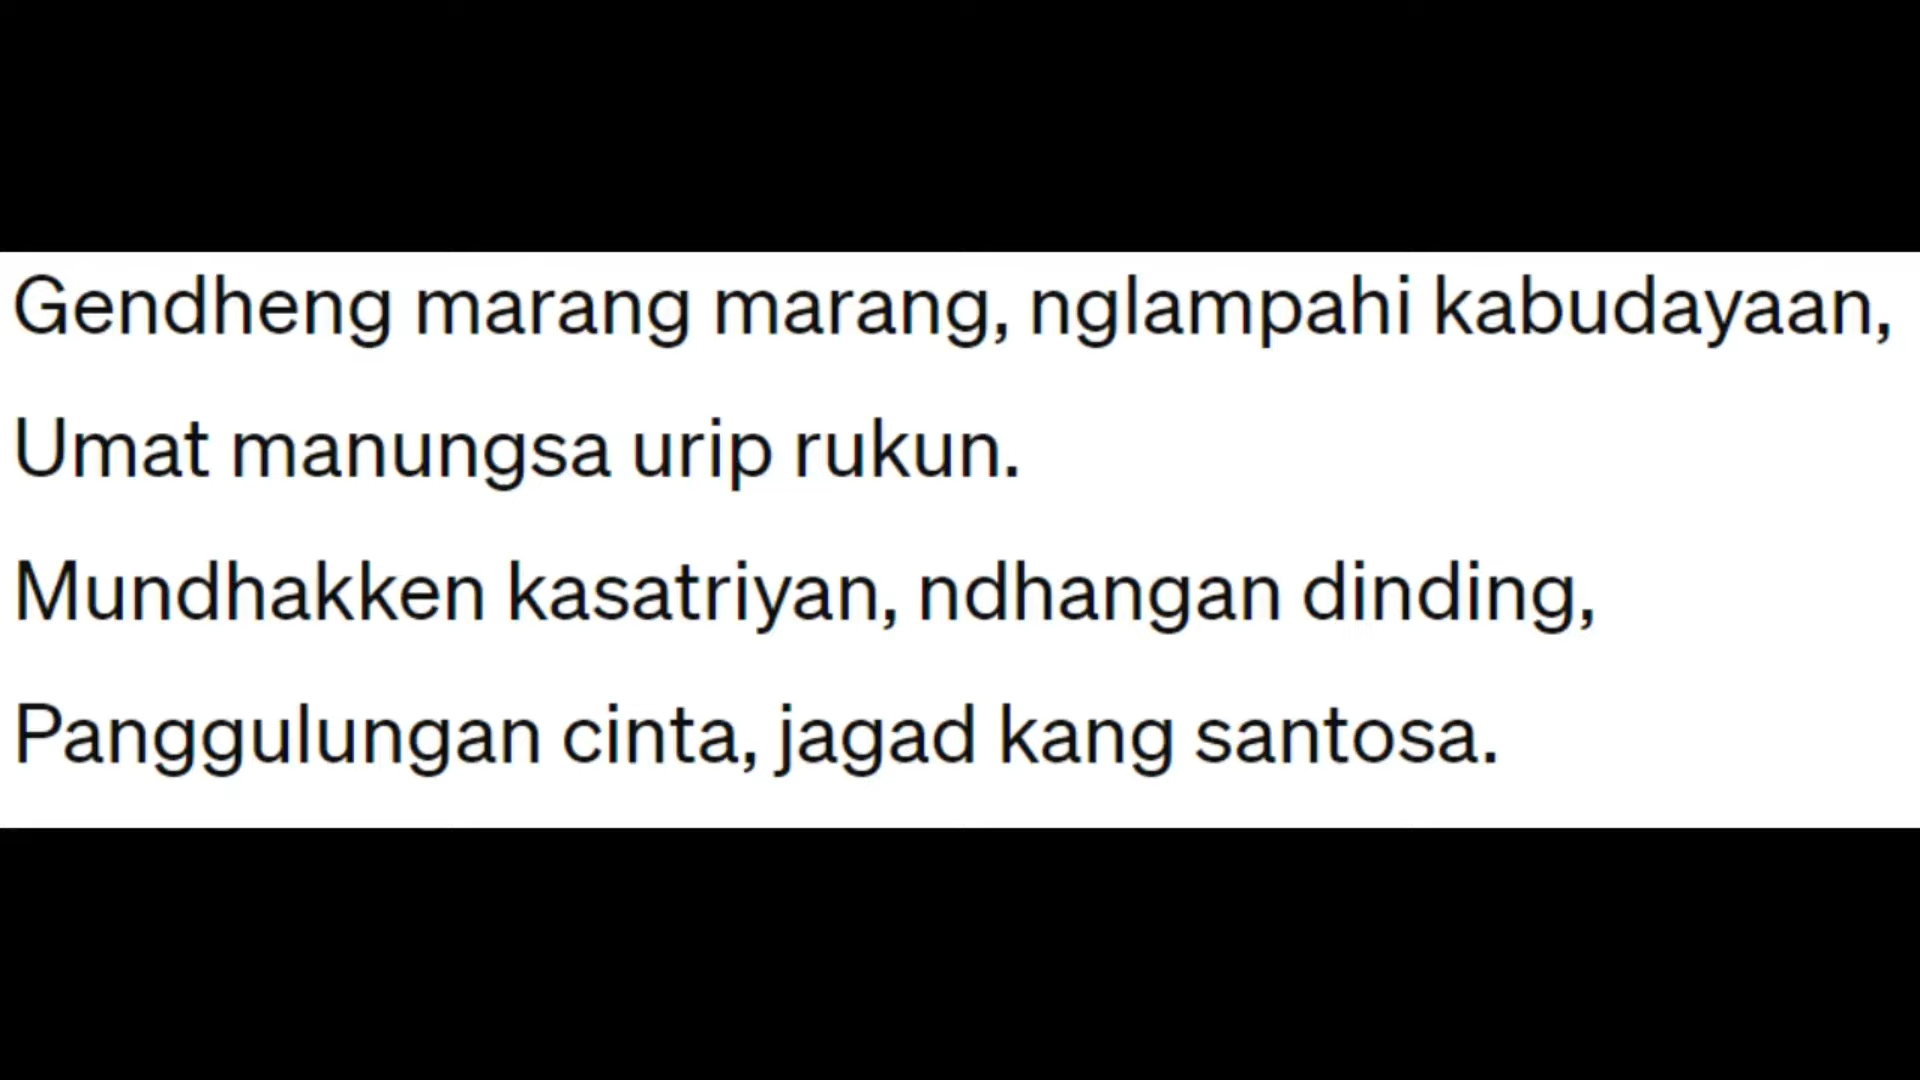 Gendheng marang marang, nglampahi kabudayaan,
Umat manungsa urip rukun.
Mundhakken kasatriyan, ndhangan dinding,
Panggulungan cinta, jagad kang santosa.